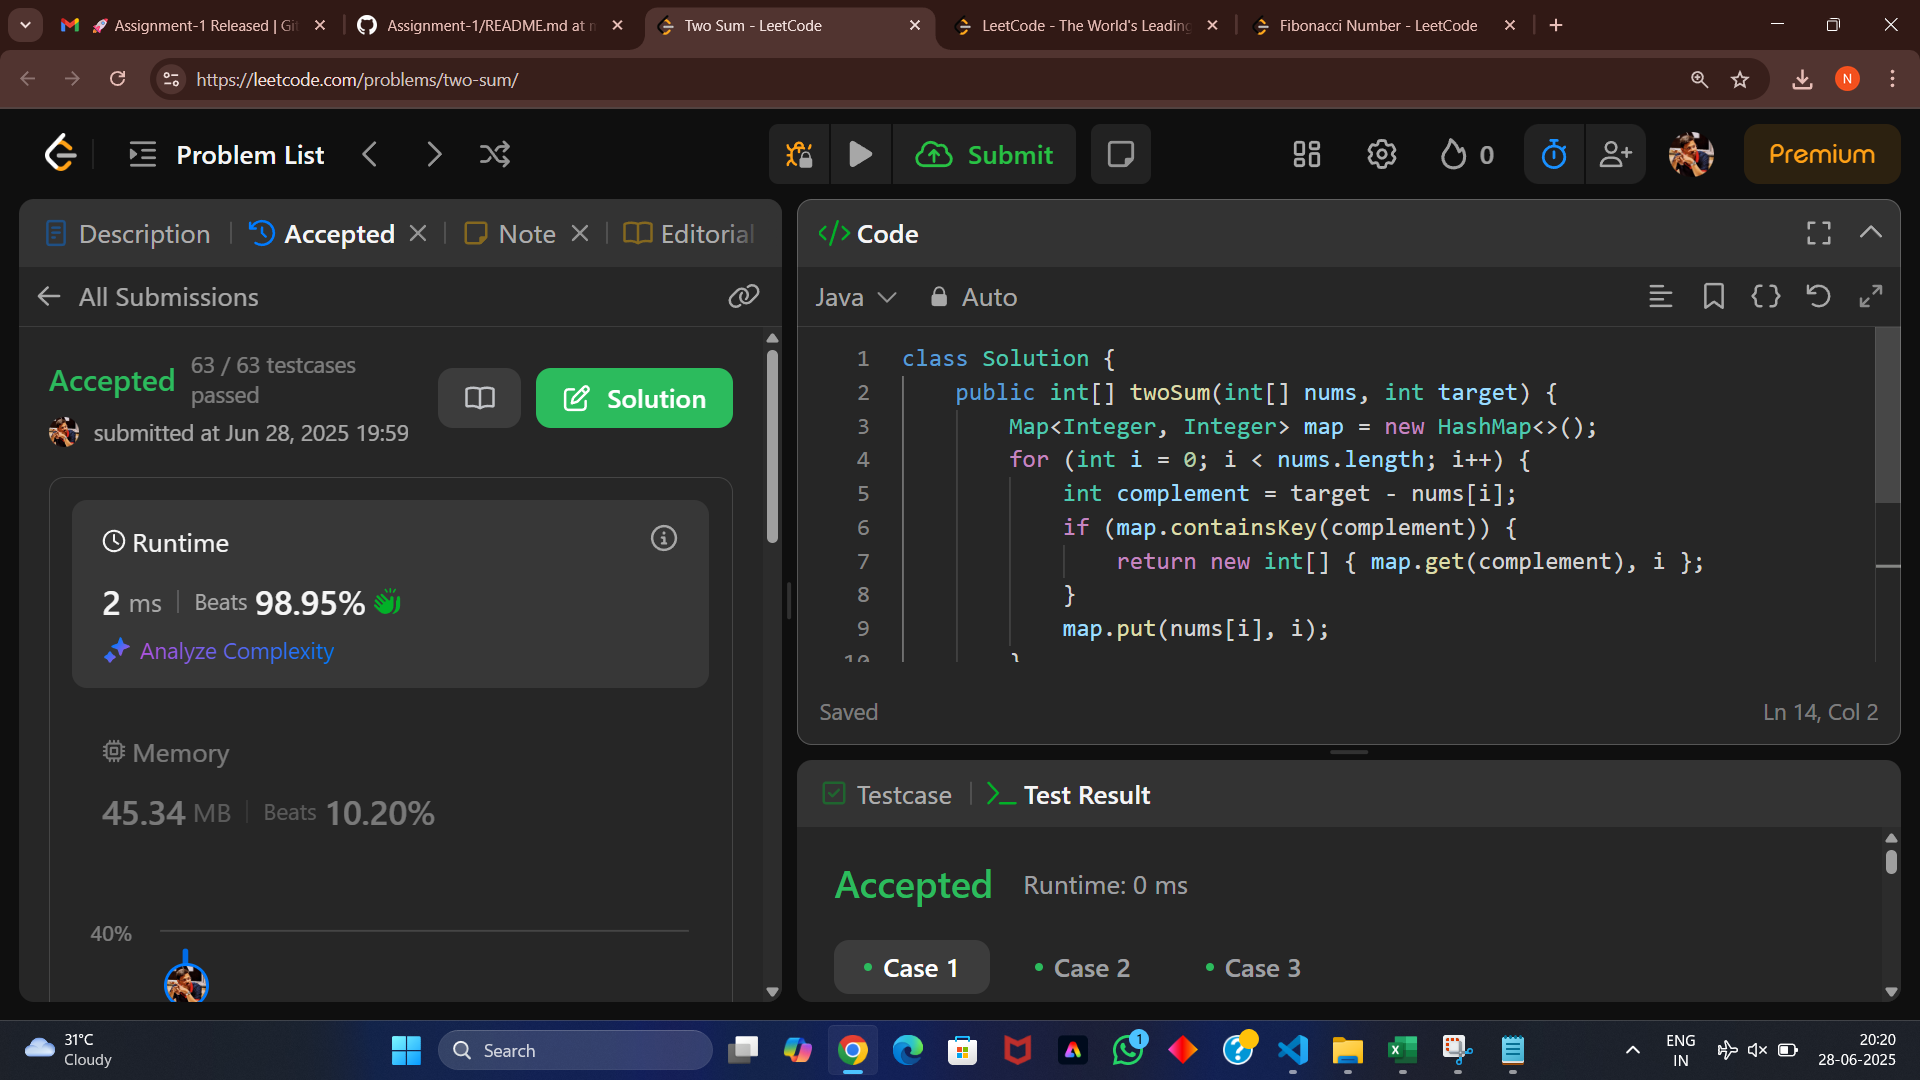 🚀 Assignment-1 Released | Gi
Assignment-1/README.md at m
Two Sum - LeetCode
LeetCode - The World's Leading
Fibonacci Number - LeetCode
https://leetcode.com/problems/two-sum/
N
Problem List
Submit
0
Premium
Description
Accepted
Note
Editorial
All Submissions
Accepted
63 / 63 testcases
passed
submitted at Jun 28, 2025 19:59
Solution
Runtime
2 ms
Beats 98.95%
Analyze Complexity
Memory
45.34 MB
Beats 10.20%
40%
</> Code
Java
Auto
1 class Solution {
2     public int[] twoSum(int[] nums, int target) {
3         Map<Integer, Integer> map = new HashMap<>();
4         for (int i = 0; i < nums.length; i++) {
5             int complement = target - nums[i];
6             if (map.containsKey(complement)) {
7                 return new int[] { map.get(complement), i };
8             }
9             map.put(nums[i], i);
10         }
Saved
Ln 14, Col 2
Testcase
Test Result
Accepted
Runtime: 0 ms
Case 1
Case 2
Case 3
31°C
Cloudy
Search
1
ENG
IN
20:20
28-06-2025